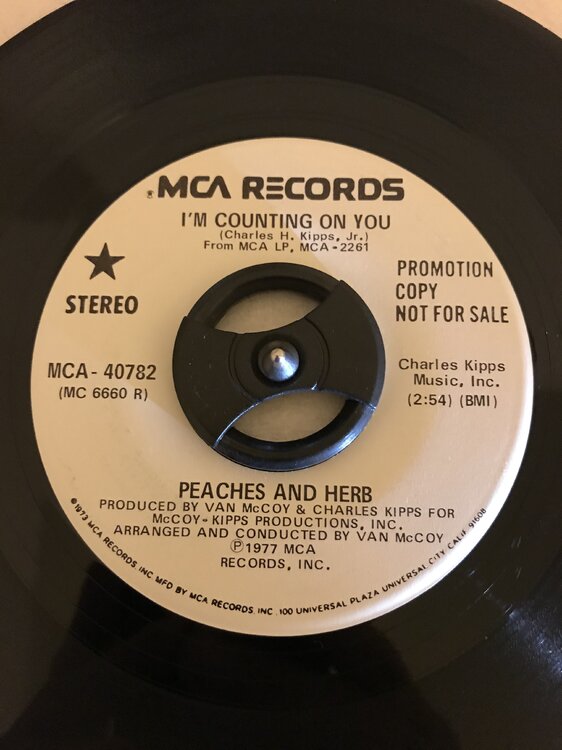 MCA RECORDS
I'M COUNTING ON YOU
(Charles H. Kipps, Jr.)
From MCA LP, MCA-2261
STEREO
PROMOTION
COPY
NOT FOR SALE
MCA - 40782
(MC 6660 R)
Charles Kipps
Music, Inc.
(2:54) (BMI)
PEACHES AND HERB
PRODUCED BY VAN McCOY & CHARLES KIPPS FOR
McCOY-KIPPS PRODUCTIONS, INC.
ARRANGED AND CONDUCTED BY VAN McCOY
Ⓟ1977 MCA
RECORDS, INC.
©1973 MCA RECORDS, INC MFD BY MCA RECORDS, INC. 100 UNIVERSAL PLAZA UNIVERSAL CITY, CALIF. 91608